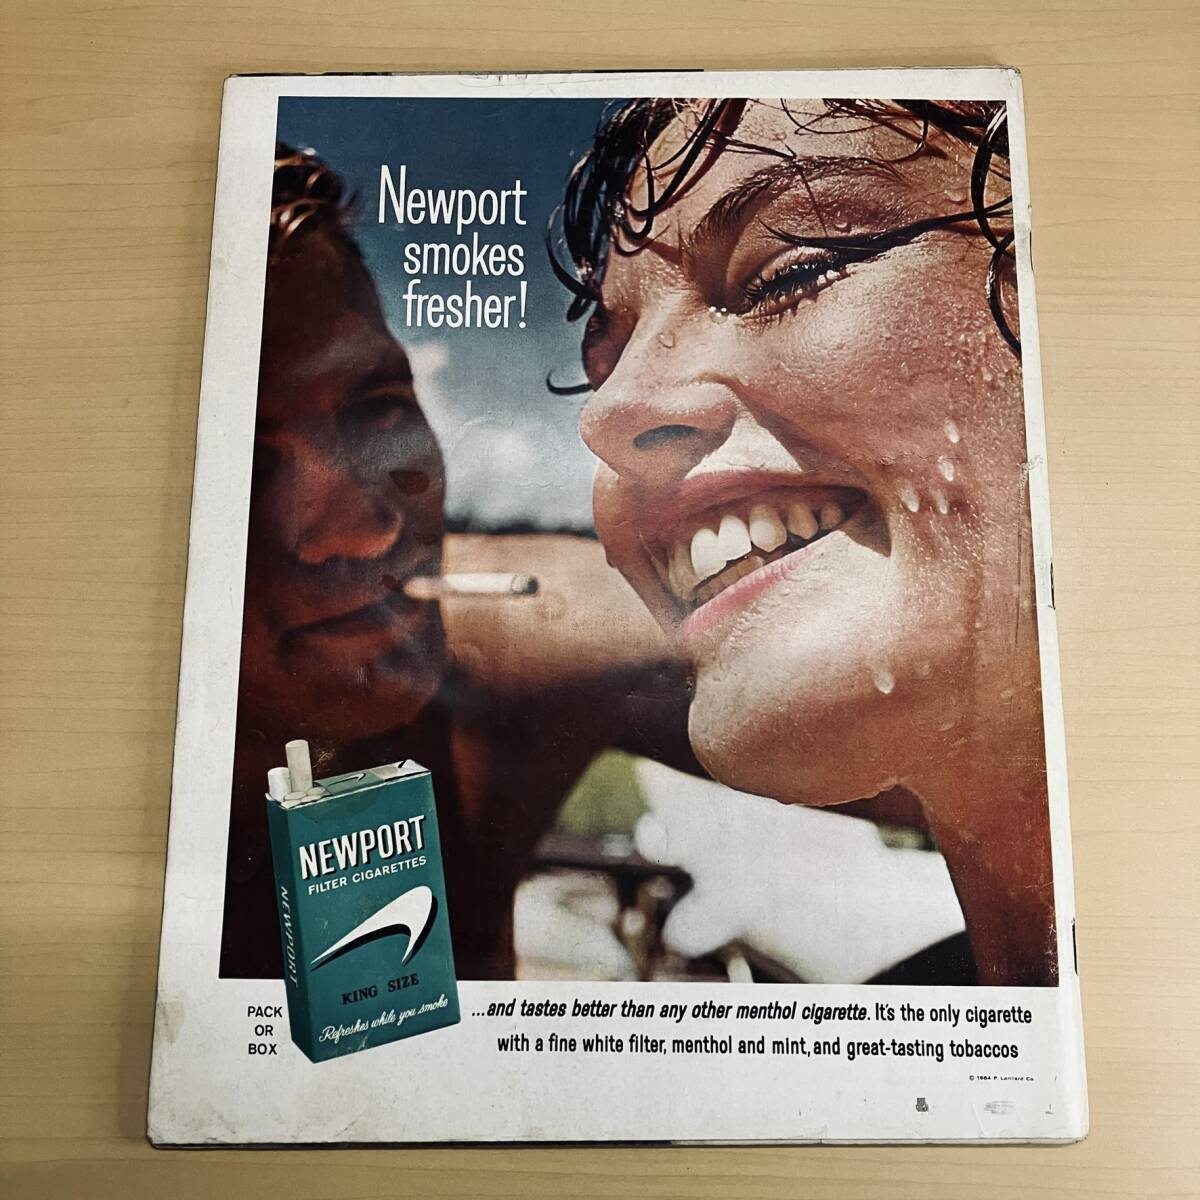 Newport
smokes
fresher!
NEWPORT
FILTER CIGARETTES
NEWPORT
KING SIZE
Refreshes while you smoke
PACK
OR
BOX
...and tastes better than any other menthol cigarette. It's the only cigarette
with a fine white filter, menthol and mint, and great-tasting tobaccos
© 1964 P. Lorillard Co.